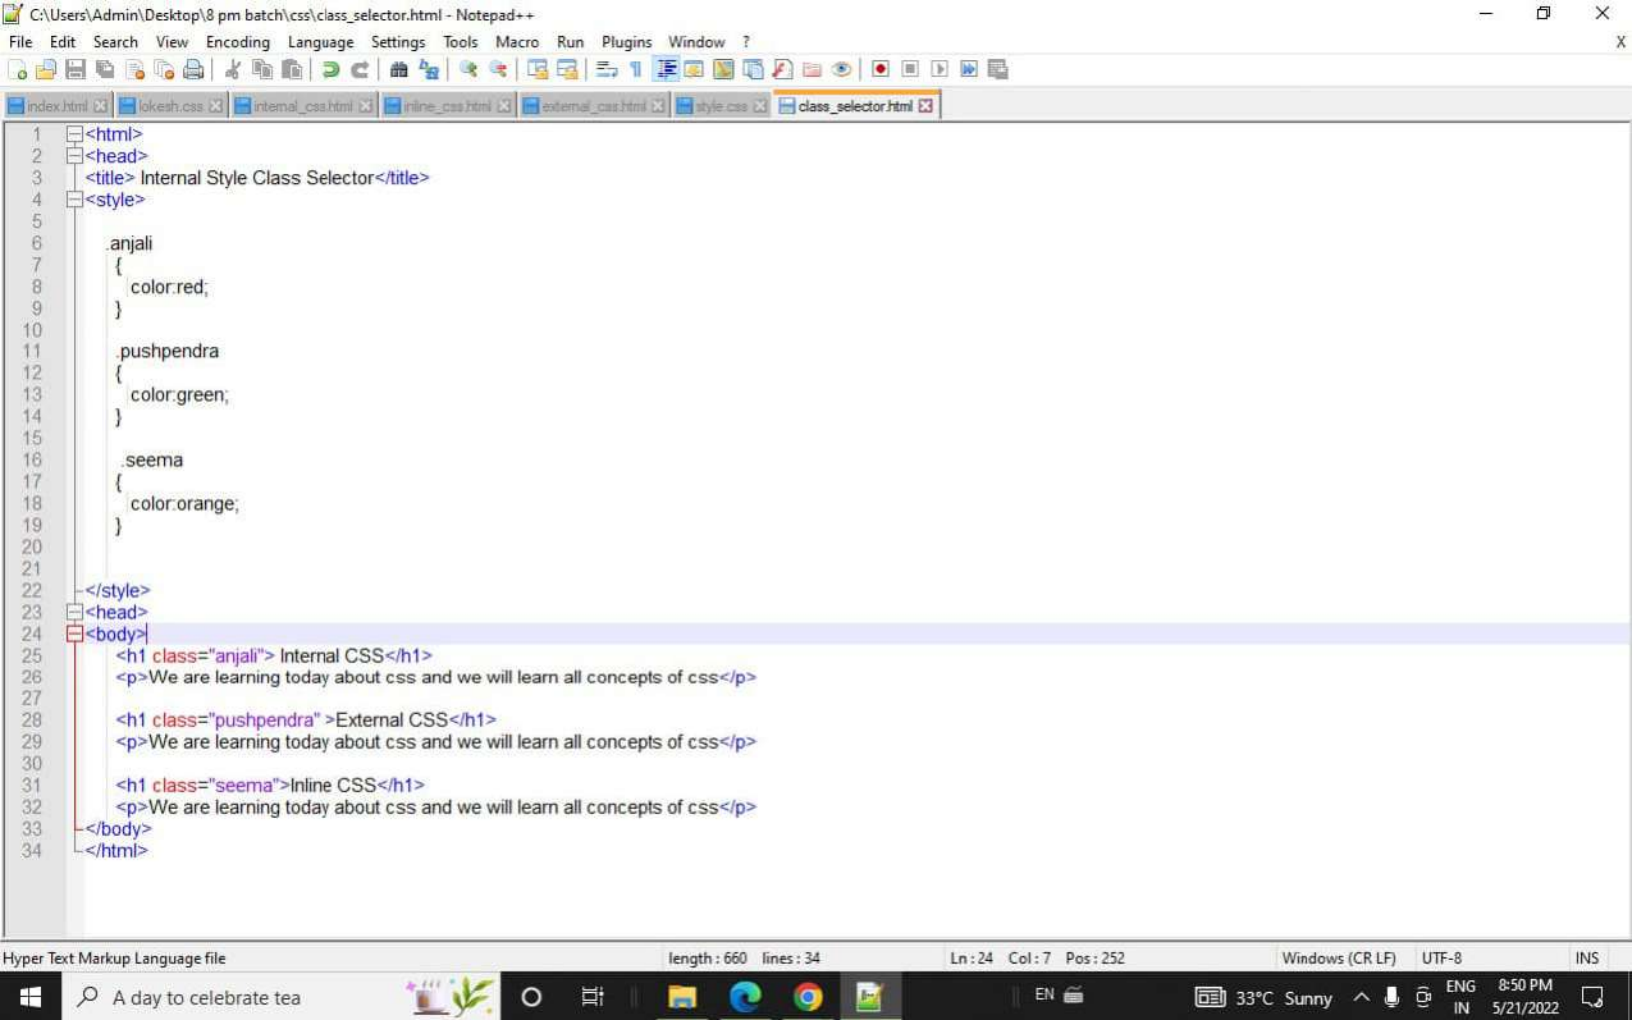 C:\Users\Admin\Desktop\8 pm batch\css\class_selector.html - Notepad++
File Edit Search View Encoding Language Settings Tools Macro Run Plugins Window ?
X
index.html lokesh.css internal_css.html inline_css.html external_css.html style.css class_selector.html
1 <html>
2 <head>
3 <title> Internal Style Class Selector</title>
4 <style>
5
6 .anjali
7 {
8 color:red;
9 }
10
11 .pushpendra
12 {
13 color:green;
14 }
15
16 .seema
17 {
18 color:orange;
19 }
20
21
22 </style>
23 <head>
24 <body>
25 <h1 class="anjali"> Internal CSS</h1>
26 <p>We are learning today about css and we will learn all concepts of css</p>
27
28 <h1 class="pushpendra" >External CSS</h1>
29 <p>We are learning today about css and we will learn all concepts of css</p>
30
31 <h1 class="seema">Inline CSS</h1>
32 <p>We are learning today about css and we will learn all concepts of css</p>
33 </body>
34 </html>
Hyper Text Markup Language file length : 660 lines : 34 Ln : 24 Col : 7 Pos : 252 Windows (CR LF) UTF-8 INS
A day to celebrate tea EN 33°C Sunny ENG IN 8:50 PM 5/21/2022